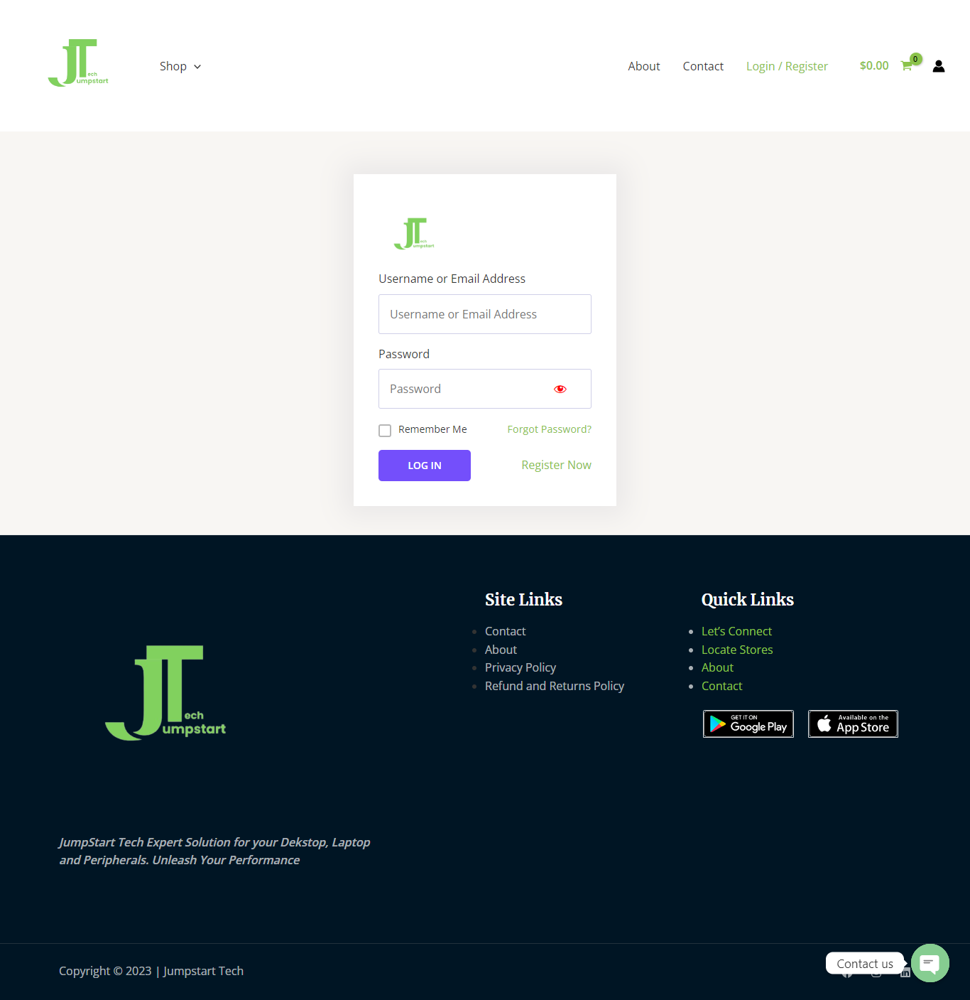 JT
ech
umpstart
Shop
About
Contact
Login / Register
$0.00
0
JT
ech
umpstart
Username or Email Address
Username or Email Address
Password
Password
Remember Me
Forgot Password?
LOG IN
Register Now
JT
ech
umpstart
JumpStart Tech Expert Solution for your Dekstop, Laptop
and Peripherals. Unleash Your Performance
Site Links
Contact
About
Privacy Policy
Refund and Returns Policy
Quick Links
Let’s Connect
Locate Stores
About
Contact
GET IT ON
Google Play
Available on the
App Store
Copyright © 2023 | Jumpstart Tech
Contact us